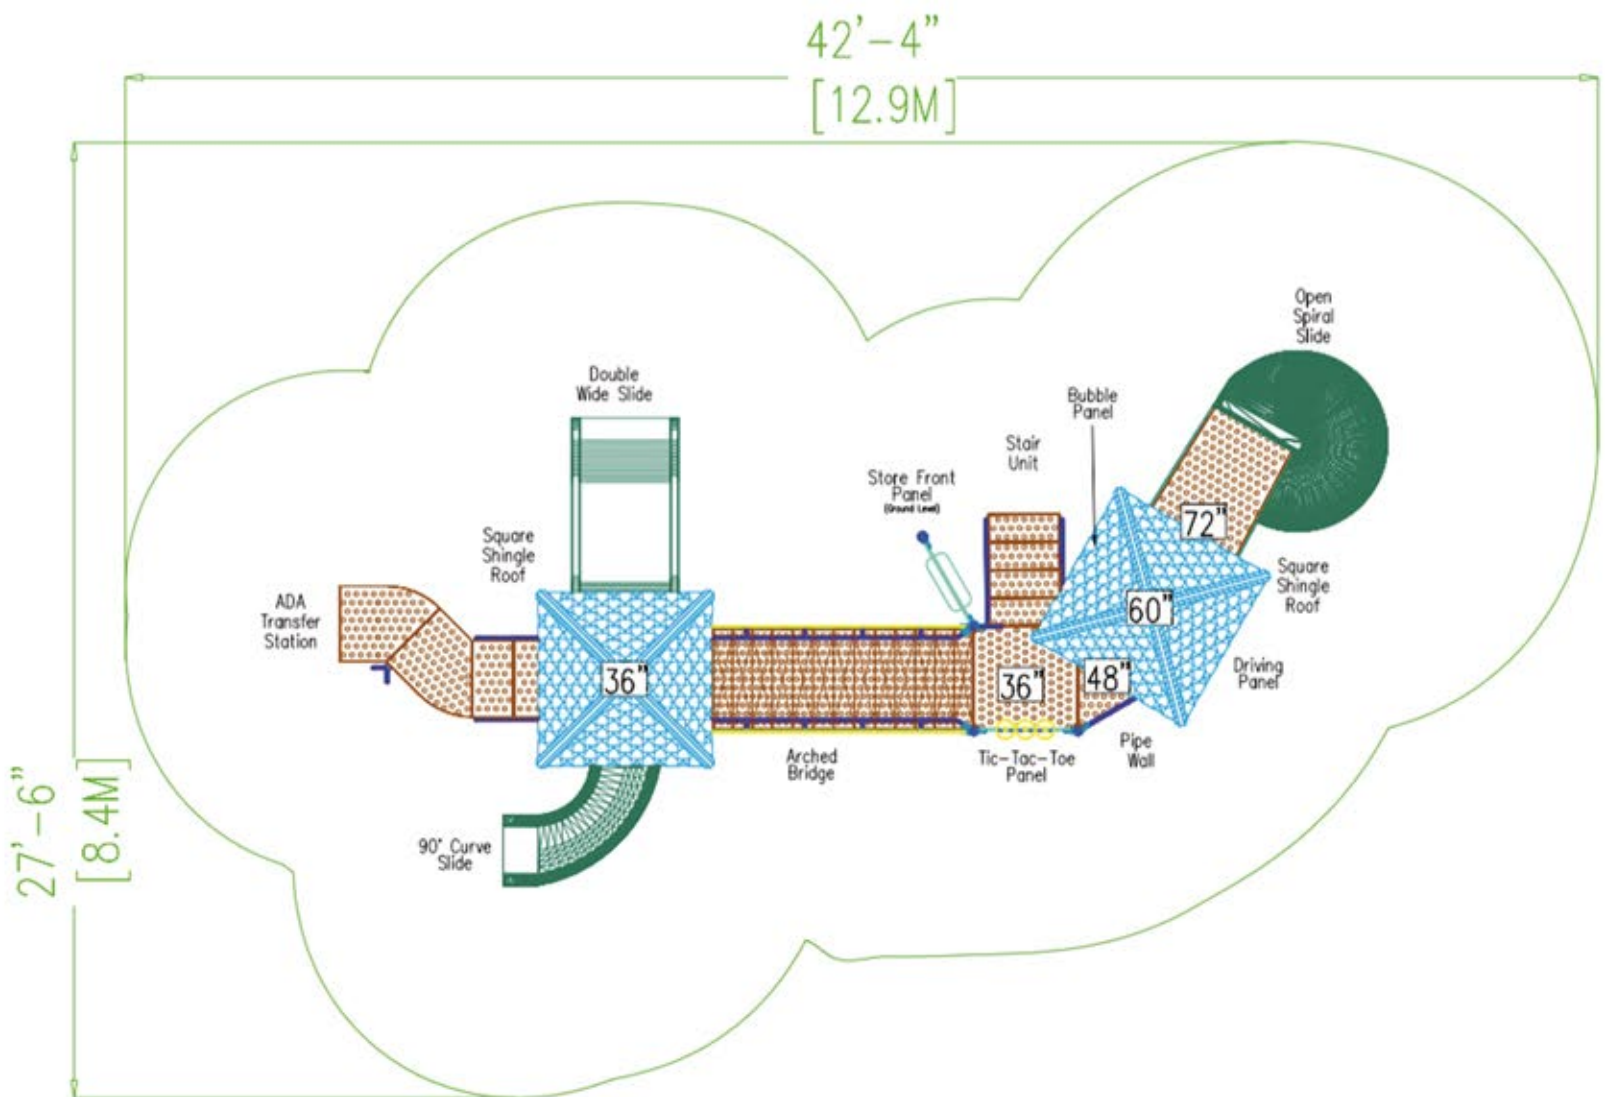 42'-4"
[12.9M]
Open
Spiral
Slide
Double
Wide Slide
Bubble
Panel
Stair
Unit
Store Front
Panel
(Ground Level)
72"
Square
Shingle
Roof
Square
Shingle
Roof
ADA
Transfer
Station
60"
36"
36"
48"
Driving
Panel
Arched
Bridge
Tic-Tac-Toe
Panel
Pipe
Wall
90° Curve
Slide
27'-6"
[8.4M]